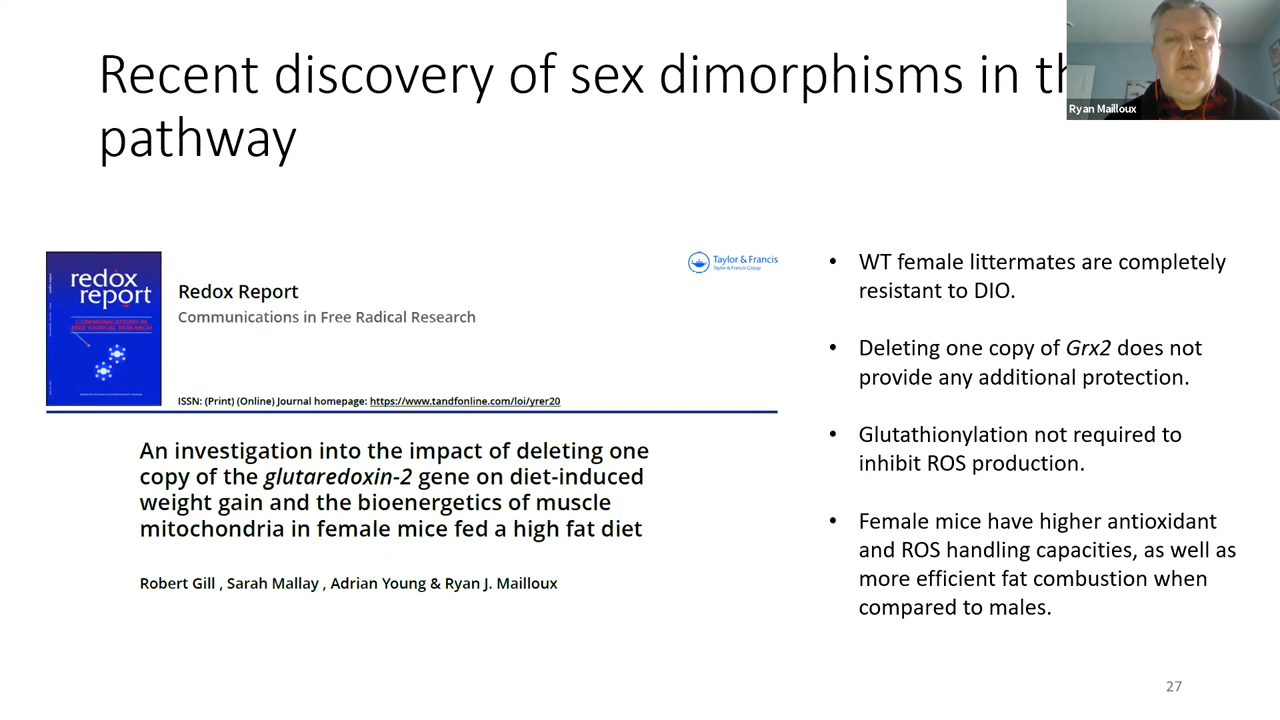 Recent discovery of sex dimorphisms in th
pathway
Ryan Mailloux
redox
report
COMMUNICATIONS IN
FREE RADICAL RESEARCH
Redox Report
Communications in Free Radical Research
Taylor & Francis
Taylor & Francis Group
ISSN: (Print) (Online) Journal homepage: https://www.tandfonline.com/loi/yrer20
An investigation into the impact of deleting one
copy of the glutaredoxin-2 gene on diet-induced
weight gain and the bioenergetics of muscle
mitochondria in female mice fed a high fat diet
Robert Gill , Sarah Mallay , Adrian Young & Ryan J. Mailloux
• WT female littermates are completely
resistant to DIO.
• Deleting one copy of Grx2 does not
provide any additional protection.
• Glutathionylation not required to
inhibit ROS production.
• Female mice have higher antioxidant
and ROS handling capacities, as well as
more efficient fat combustion when
compared to males.
27